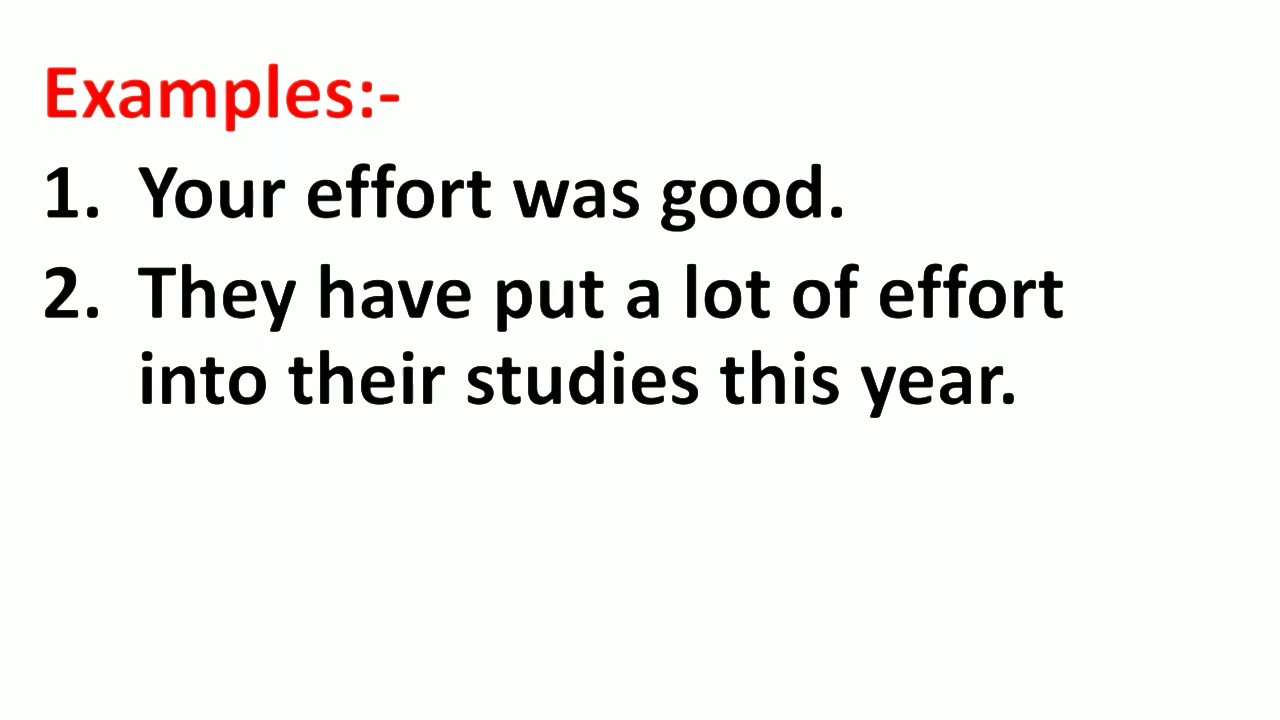 Examples:-
1. Your effort was good.
2. They have put a lot of effort
into their studies this year.